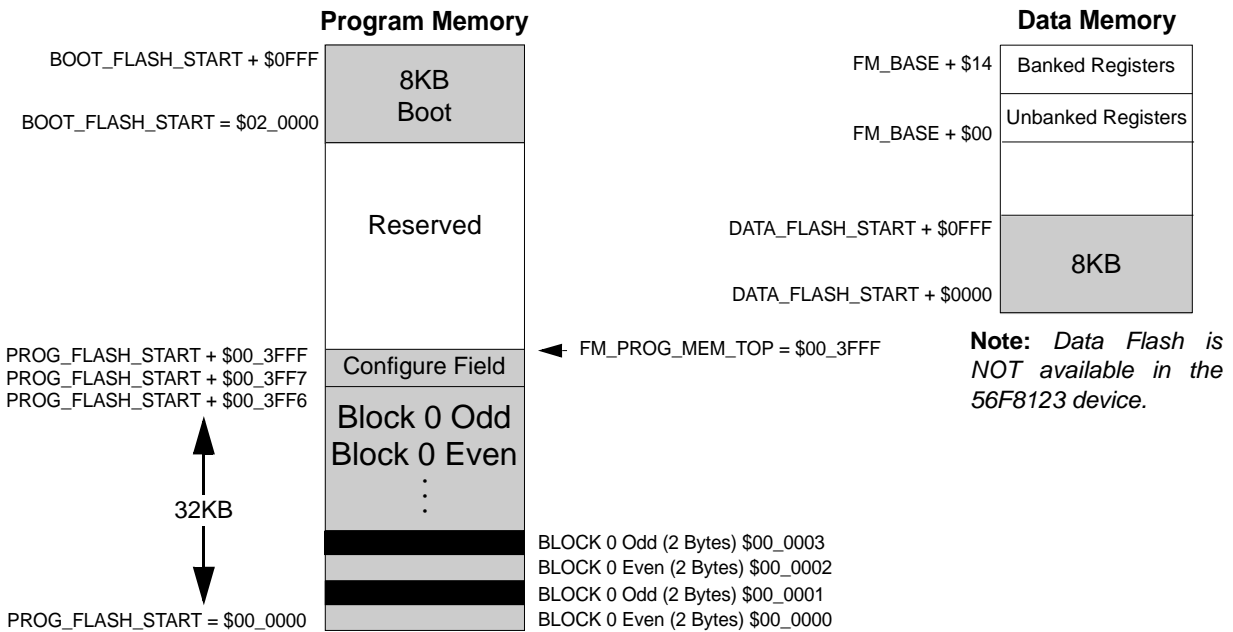 Program Memory
BOOT_FLASH_START + $0FFF
8KB
Boot
BOOT_FLASH_START = $02_0000
Reserved
PROG_FLASH_START + $00_3FFF
FM_PROG_MEM_TOP = $00_3FFF
Configure Field
PROG_FLASH_START + $00_3FF7
PROG_FLASH_START + $00_3FF6
Block 0 Odd
Block 0 Even
32KB
BLOCK 0 Odd (2 Bytes) $00_0003
BLOCK 0 Even (2 Bytes) $00_0002
BLOCK 0 Odd (2 Bytes) $00_0001
PROG_FLASH_START = $00_0000
BLOCK 0 Even (2 Bytes) $00_0000
Data Memory
FM_BASE + $14
Banked Registers
Unbanked Registers
FM_BASE + $00
DATA_FLASH_START + $0FFF
8KB
DATA_FLASH_START + $0000
Note: Data Flash is
NOT available in the
56F8123 device.